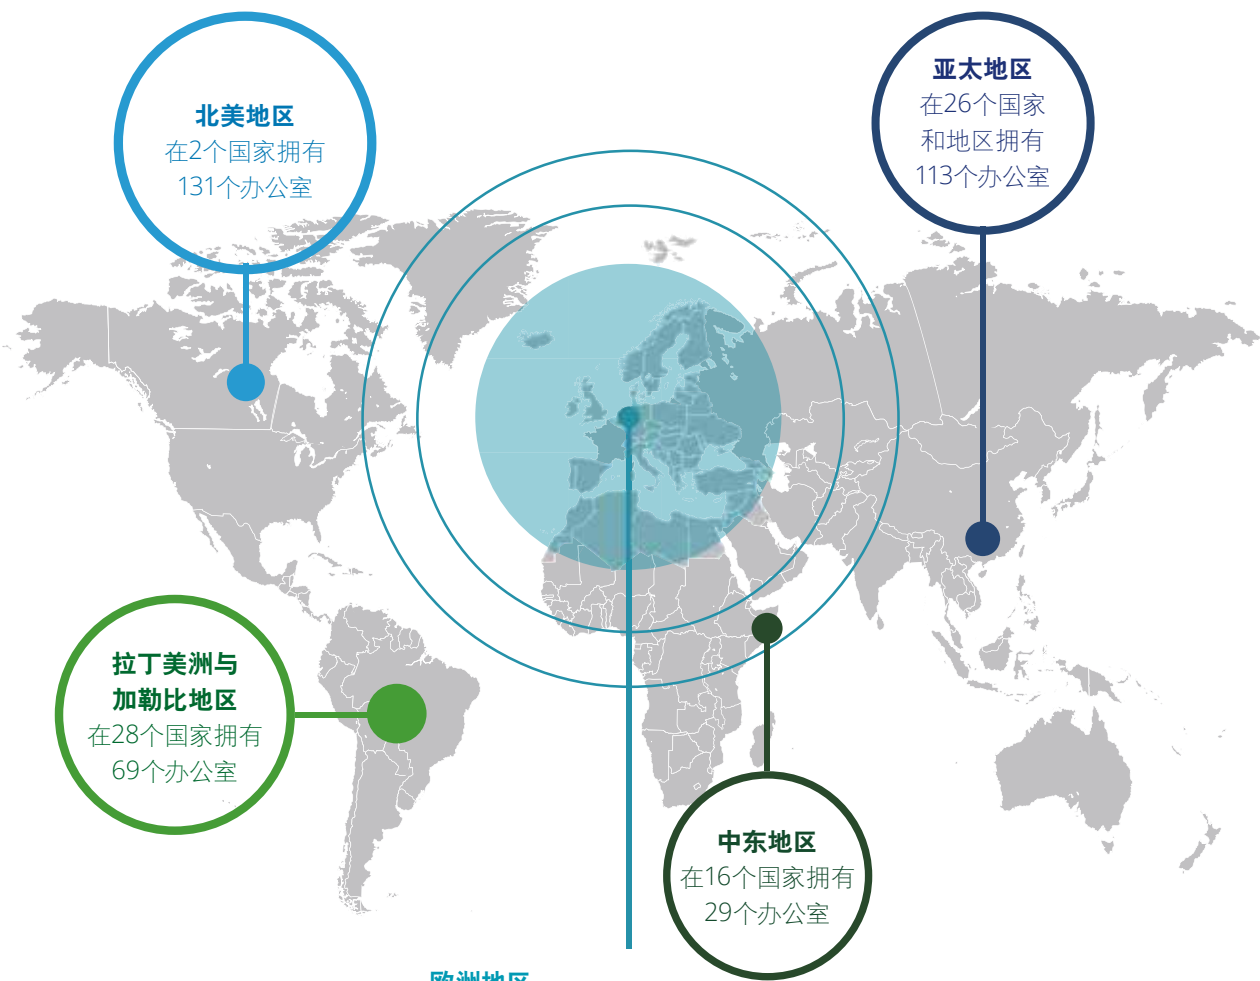 北美地区
在2个国家拥有
131个办公室
亚太地区
在26个国家
和地区拥有
113个办公室
拉丁美洲与
加勒比地区
在28个国家拥有
69个办公室
中东地区
在16个国家拥有
29个办公室
欧洲地区